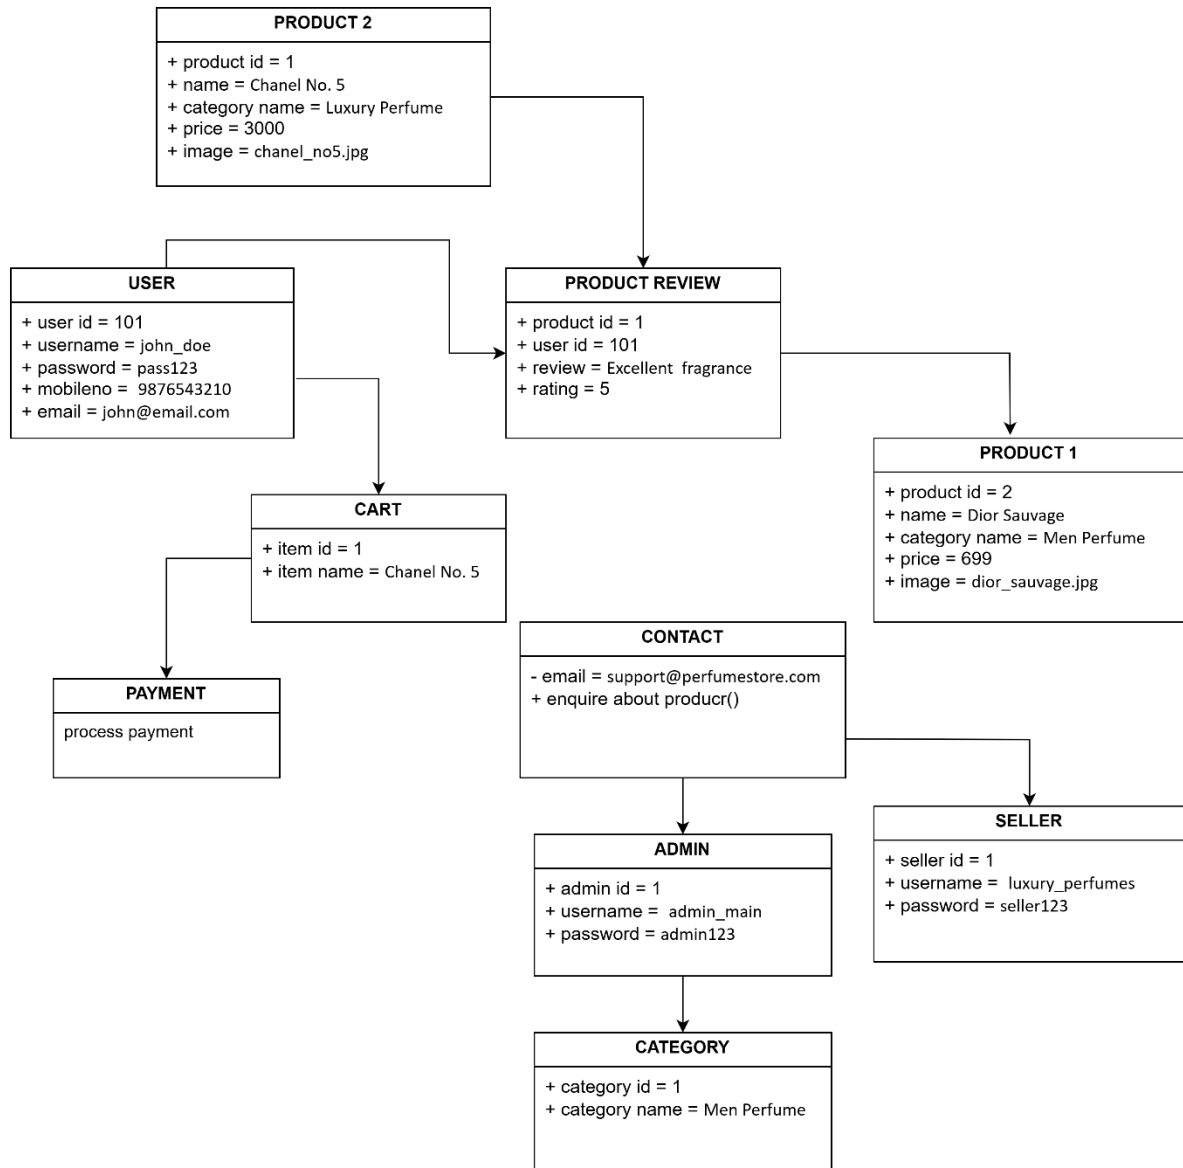 PRODUCT 2
+ product id = 1
+ name = Chanel No. 5
+ category name = Luxury Perfume
+ price = 3000
+ image = chanel_no5.jpg
USER
+ user id = 101
+ username = john_doe
+ password = pass123
+ mobileno = 9876543210
+ email = john@email.com
PRODUCT REVIEW
+ product id = 1
+ user id = 101
+ review = Excellent fragrance
+ rating = 5
PRODUCT 1
+ product id = 2
+ name = Dior Sauvage
+ category name = Men Perfume
+ price = 699
+ image = dior_sauvage.jpg
CART
+ item id = 1
+ item name = Chanel No. 5
CONTACT
- email = support@perfumestore.com
+ enquire about producr()
PAYMENT
process payment
SELLER
+ seller id = 1
+ username = luxury_perfumes
+ password = seller123
ADMIN
+ admin id = 1
+ username = admin_main
+ password = admin123
CATEGORY
+ category id = 1
+ category name = Men Perfume